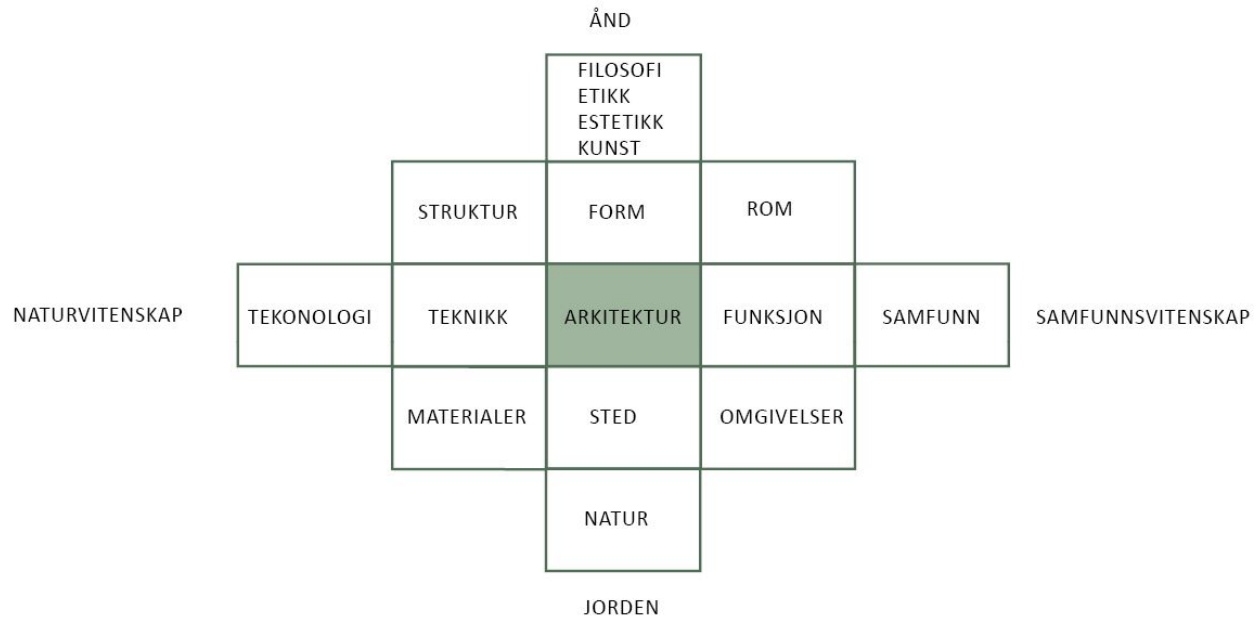 ÅND
FILOSOFI
ETIKK
ESTETIKK
KUNST
STRUKTUR
FORM
ROM
NATURVITENSKAP
TEKONOLOGI
TEKNIKK
ARKITEKTUR
FUNKSJON
SAMFUNN
SAMFUNNSVITENSKAP
MATERIALER
STED
OMGIVELSER
NATUR
JORDEN